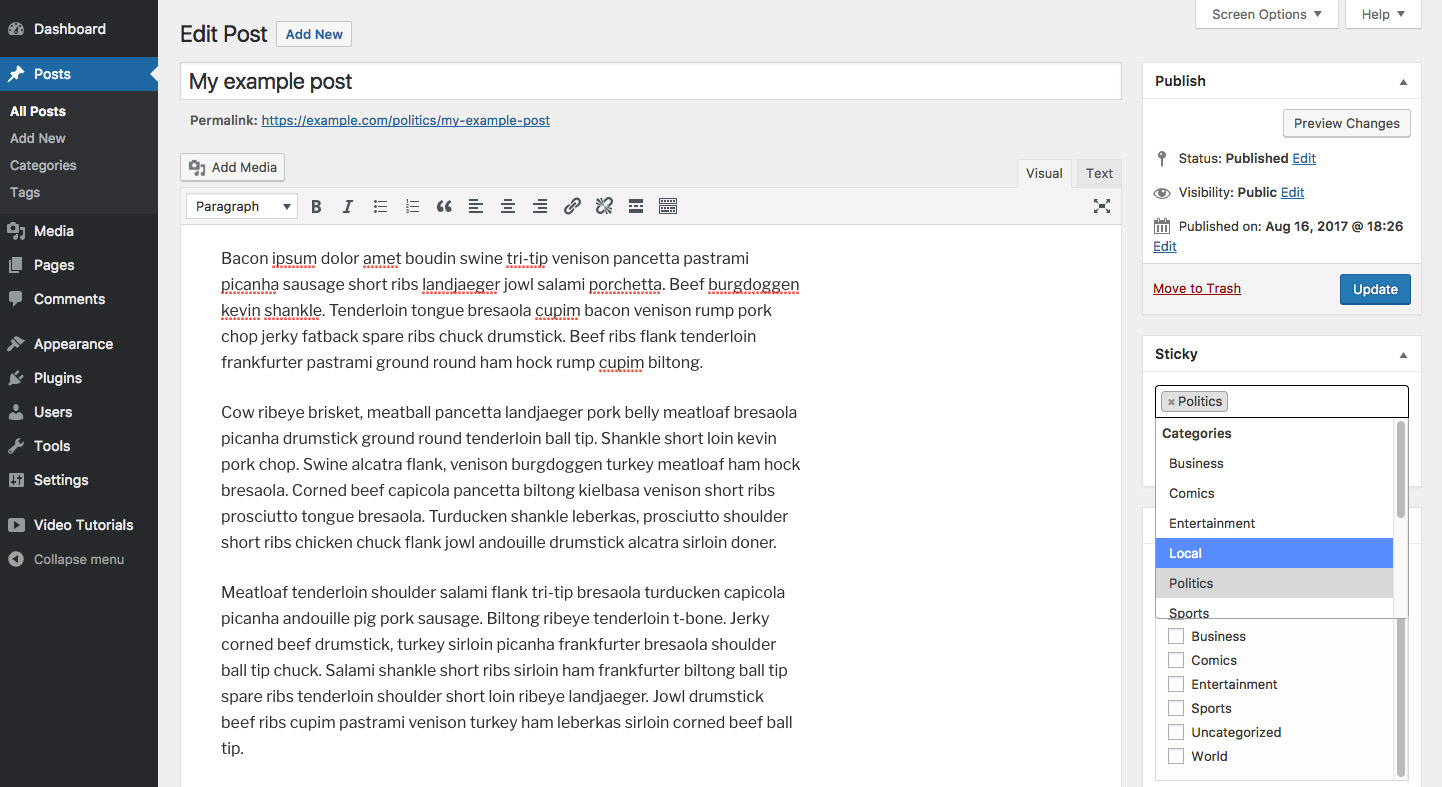 Dashboard
Posts
All Posts
Add New
Categories
Tags
Media
Pages
Comments
Appearance
Plugins
Users
Tools
Settings
Video Tutorials
Collapse menu
Screen Options
Help
Edit Post
Add New
My example post
Permalink: https://example.com/politics/my-example-post
Add Media
Visual
Text
Paragraph
B
I
Bacon ipsum dolor amet boudin swine tri-tip venison pancetta pastrami
picanha sausage short ribs landjaeger jowl salami porchetta. Beef burgdoggen
kevin shankle. Tenderloin tongue bresaola cupim bacon venison rump pork
chop jerky fatback spare ribs chuck drumstick. Beef ribs flank tenderloin
frankfurter pastrami ground round ham hock rump cupim biltong.
Cow ribeye brisket, meatball pancetta landjaeger pork belly meatloaf bresaola
picanha drumstick ground round tenderloin ball tip. Shankle short loin kevin
pork chop. Swine alcatra flank, venison burgdoggen turkey meatloaf ham hock
bresaola. Corned beef capicola pancetta biltong kielbasa venison short ribs
prosciutto tongue bresaola. Turducken shankle leberkas, prosciutto shoulder
short ribs chicken chuck flank jowl andouille drumstick alcatra sirloin doner.
Meatloaf tenderloin shoulder salami flank tri-tip bresaola turducken capicola
picanha andouille pig pork sausage. Biltong ribeye tenderloin t-bone. Jerky
corned beef drumstick, turkey sirloin picanha frankfurter bresaola shoulder
ball tip chuck. Salami shankle short ribs sirloin ham frankfurter biltong ball tip
spare ribs tenderloin shoulder short loin ribeye landjaeger. Jowl drumstick
beef ribs cupim pastrami venison turkey ham leberkas sirloin corned beef ball
tip.
Publish
Preview Changes
Status: Published Edit
Visibility: Public Edit
Published on: Aug 16, 2017 @ 18:26
Edit
Move to Trash
Update
Sticky
× Politics
Categories
Business
Comics
Entertainment
Local
Politics
Sports
Business
Comics
Entertainment
Sports
Uncategorized
World